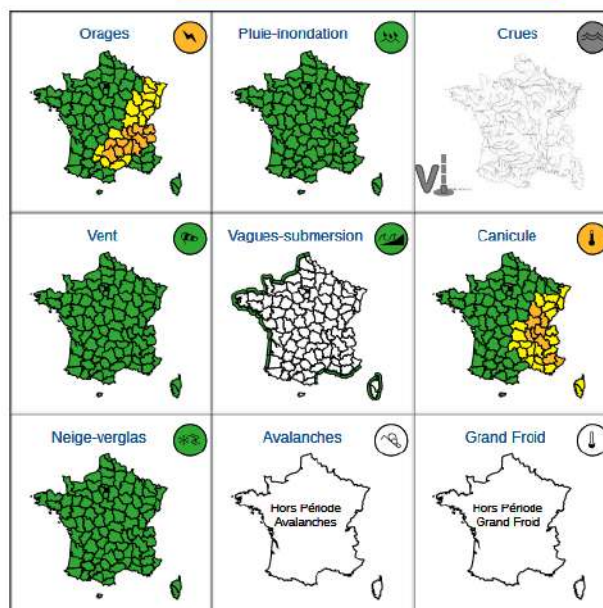 Orages
Pluie-inondation
Crues
Vent
Vagues-submersion
Canicule
Neige-verglas
Avalanches
Grand Froid
Hors Période
Avalanches
Hors Période
Grand Froid